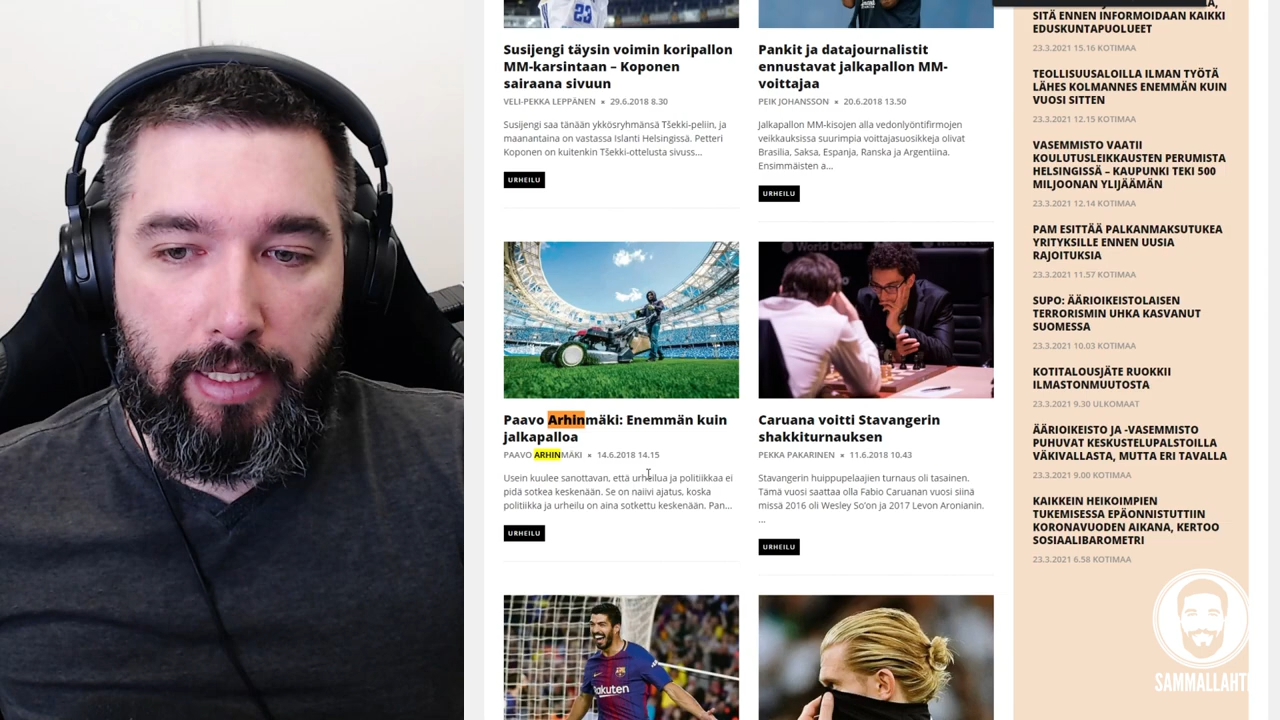 23
Susijengi täysin voimin koripallon
MM-karsintaan – Koponen
sairaana sivuun
VELI-PEKKA LEPPÄNEN ▪ 29.6.2018 8.30
Susijengi saa tänään ykkösryhmänsä Tšekki-peliin, ja
maanantaina on vastassa Islanti Helsingissä. Petteri
Koponen on kuitenkin Tšekki-ottelusta sivuss...
URHEILU
Pankit ja datajournalistit
ennustavat jalkapallon MM-
voittajaa
PEIK JOHANSSON ▪ 20.6.2018 13.50
Jalkapallon MM-kisojen alla vedonlyöntifirmojen
veikkauksissa suurimpia voittajasuosikkeja olivat
Brasilia, Saksa, Espanja, Ranska ja Argentiina.
Ensimmäisten a...
URHEILU
World Chess
Paavo Arhinmäki: Enemmän kuin
jalkapalloa
PAAVO ARHINMÄKI ▪ 14.6.2018 14.15
Usein kuulee sanottavan, että urheilua ja politiikkaa ei
pidä sotkea keskenään. Se on naiivi ajatus, koska
politiikka ja urheilu on aina sotkettu keskenään. Pan...
URHEILU
Caruana voitti Stavangerin
shakkiturnauksen
PEKKA PAKARINEN ▪ 11.6.2018 10.43
Stavangerin huippupelaajien turnaus oli tasainen.
Tämä vuosi saattaa olla Fabio Caruanan vuosi siinä
missä 2016 oli Wesley So’on ja 2017 Levon Aronianin.
...
URHEILU
Rakuten
SITÄ ENNEN INFORMOIDAAN KAIKKI
EDUSKUNTAPUOLUEET
23.3.2021 15.16 KOTIMAA
TEOLLISUUSALOILLA ILMAN TYÖTÄ
LÄHES KOLMANNES ENEMMÄN KUIN
VUOSI SITTEN
23.3.2021 12.15 KOTIMAA
VASEMMISTO VAATII
KOULUTUSLEIKKAUSTEN PERUMISTA
HELSINGISSÄ – KAUPUNKI TEKI 500
MILJOONAN YLIJÄÄMÄN
23.3.2021 12.14 KOTIMAA
PAM ESITTÄÄ PALKANMAKSUTUKEA
YRITYKSILLE ENNEN UUSIA
RAJOITUKSIA
23.3.2021 11.57 KOTIMAA
SUPO: ÄÄRIOIKEISTOLAISEN
TERRORISMIN UHKA KASVANUT
SUOMESSA
23.3.2021 10.03 KOTIMAA
KOTITALOUSJÄTE RUOKKII
ILMASTONMUUTOSTA
23.3.2021 9.30 ULKOMAAT
ÄÄRIOIKEISTO JA -VASEMMISTO
PUHUVAT KESKUSTELUPALSTOILLA
VÄKIVALLASTA, MUTTA ERI TAVALLA
23.3.2021 9.00 KOTIMAA
KAIKKEIN HEIKOIMPIEN
TUKEMISESSA EPÄONNISTUTTIIN
KORONAVUODEN AIKANA, KERTOO
SOSIAALIBAROMETRI
23.3.2021 6.58 KOTIMAA
SAMMALLAHTI